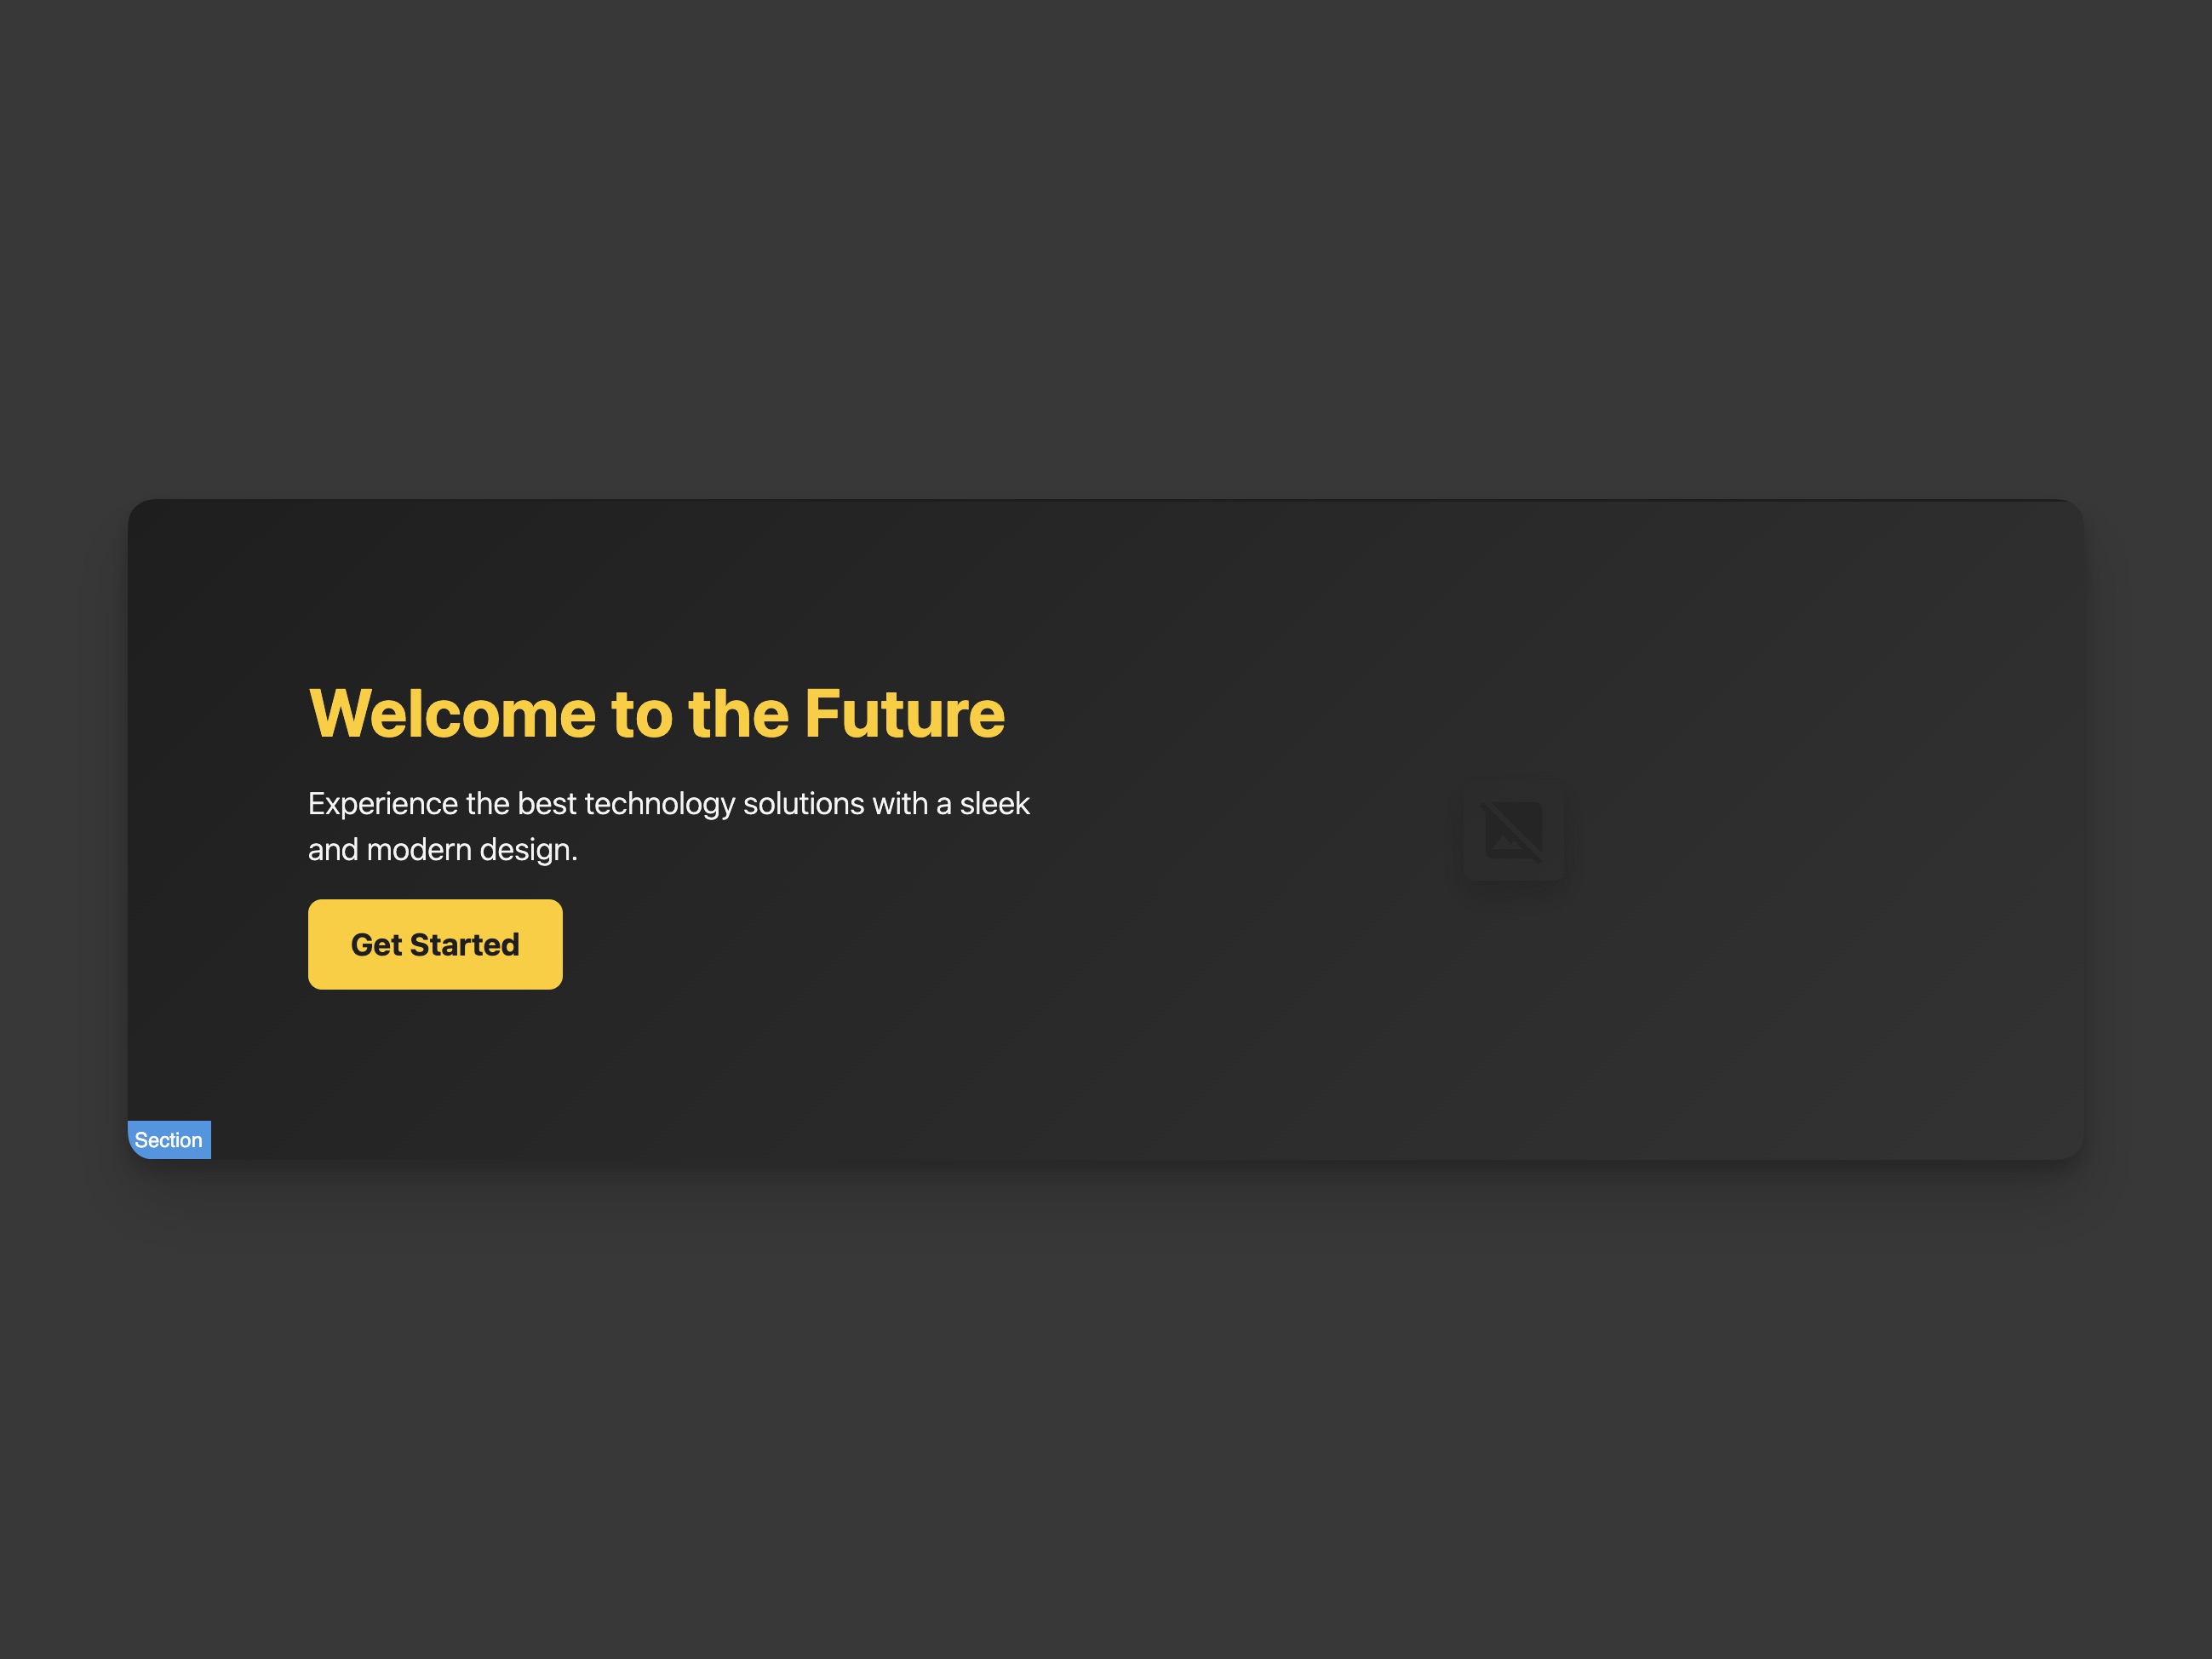 Welcome to the Future
Experience the best technology solutions with a sleek
and modern design.
Get Started
Section